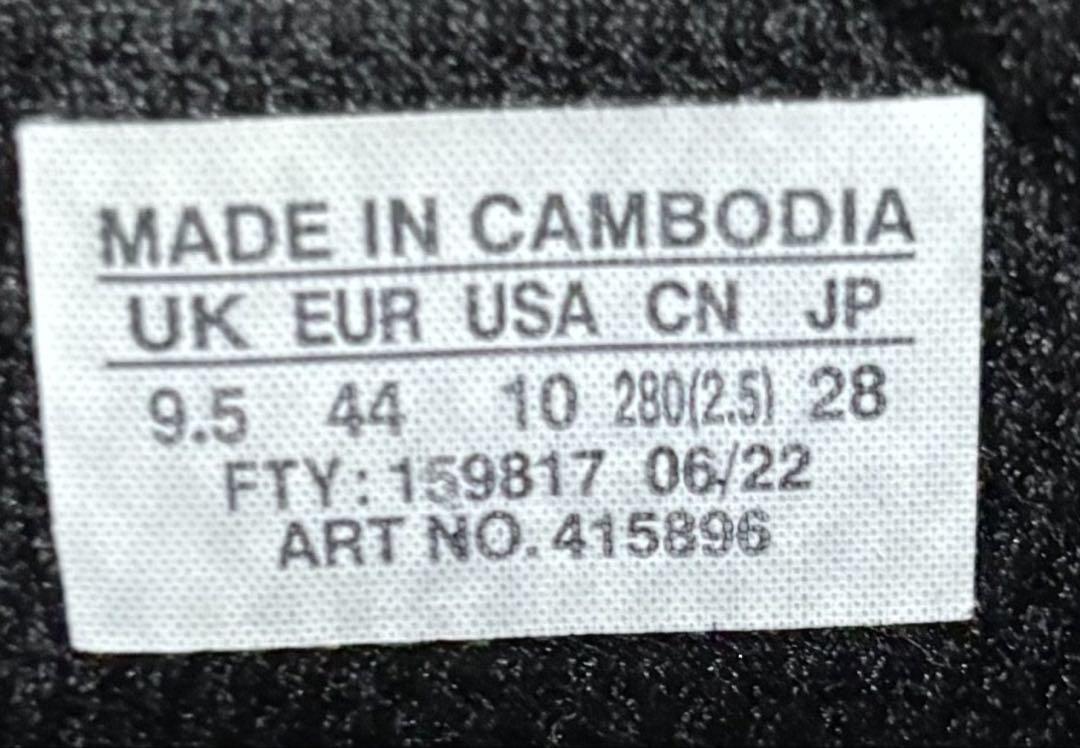 MADE IN CAMBODIA
UK EUR USA CN JP
9.5 44 10 280(2.5) 28
FTY: 159817 06/22
ART NO. 415896